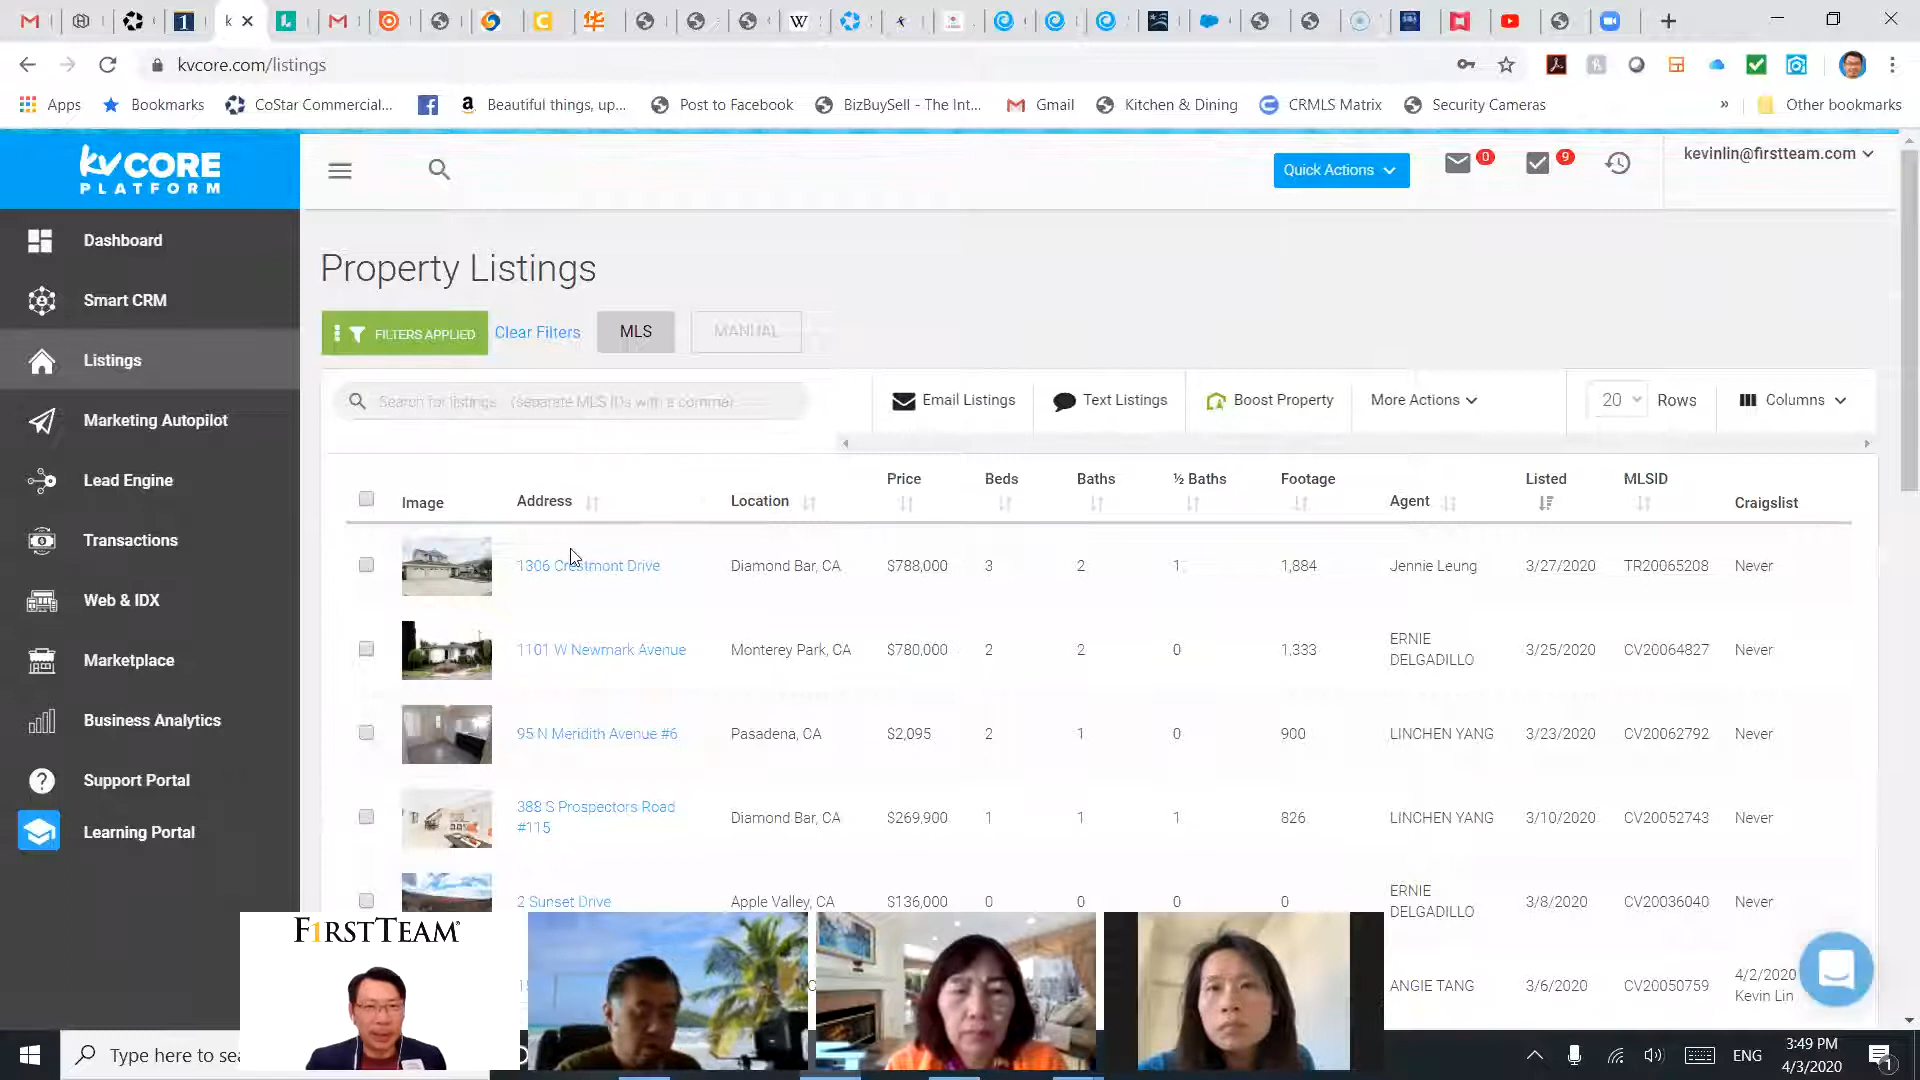 k
kvcore.com/listings
Apps
Bookmarks
CoStar Commercial...
Beautiful things, up...
Post to Facebook
BizBuySell - The Int...
Gmail
Kitchen & Dining
CRMLS Matrix
Security Cameras
»
Other bookmarks
kvCORE
PLATFORM
Quick Actions
0
9
kevinlin@firstteam.com
Dashboard
Smart CRM
Listings
Marketing Autopilot
Lead Engine
Transactions
Web & IDX
Marketplace
Business Analytics
Support Portal
Learning Portal
Property Listings
FILTERS APPLIED
Clear Filters
MLS
MANUAL
Search for listings (separate MLS IDs with a comma)
Email Listings
Text Listings
Boost Property
More Actions
20
Rows
Columns
Image Address Location Price Beds Baths ½ Baths Footage Agent Listed MLSID Craigslist
1306 Crestmont Drive Diamond Bar, CA $788,000 3 2 1 1,884 Jennie Leung 3/27/2020 TR20065208 Never
1101 W Newmark Avenue Monterey Park, CA $780,000 2 2 0 1,333 ERNIE DELGADILLO 3/25/2020 CV20064827 Never
95 N Meridith Avenue #6 Pasadena, CA $2,095 2 1 0 900 LINCHEN YANG 3/23/2020 CV20062792 Never
388 S Prospectors Road #115 Diamond Bar, CA $269,900 1 1 1 826 LINCHEN YANG 3/10/2020 CV20052743 Never
2 Sunset Drive Apple Valley, CA $136,000 0 0 0 0 ERNIE DELGADILLO 3/8/2020 CV20036040 Never
ANGIE TANG 3/6/2020 CV20050759 4/2/2020 Kevin Lin
FIRSTTEAM
Type here to sea
ENG
3:49 PM
4/3/2020
1